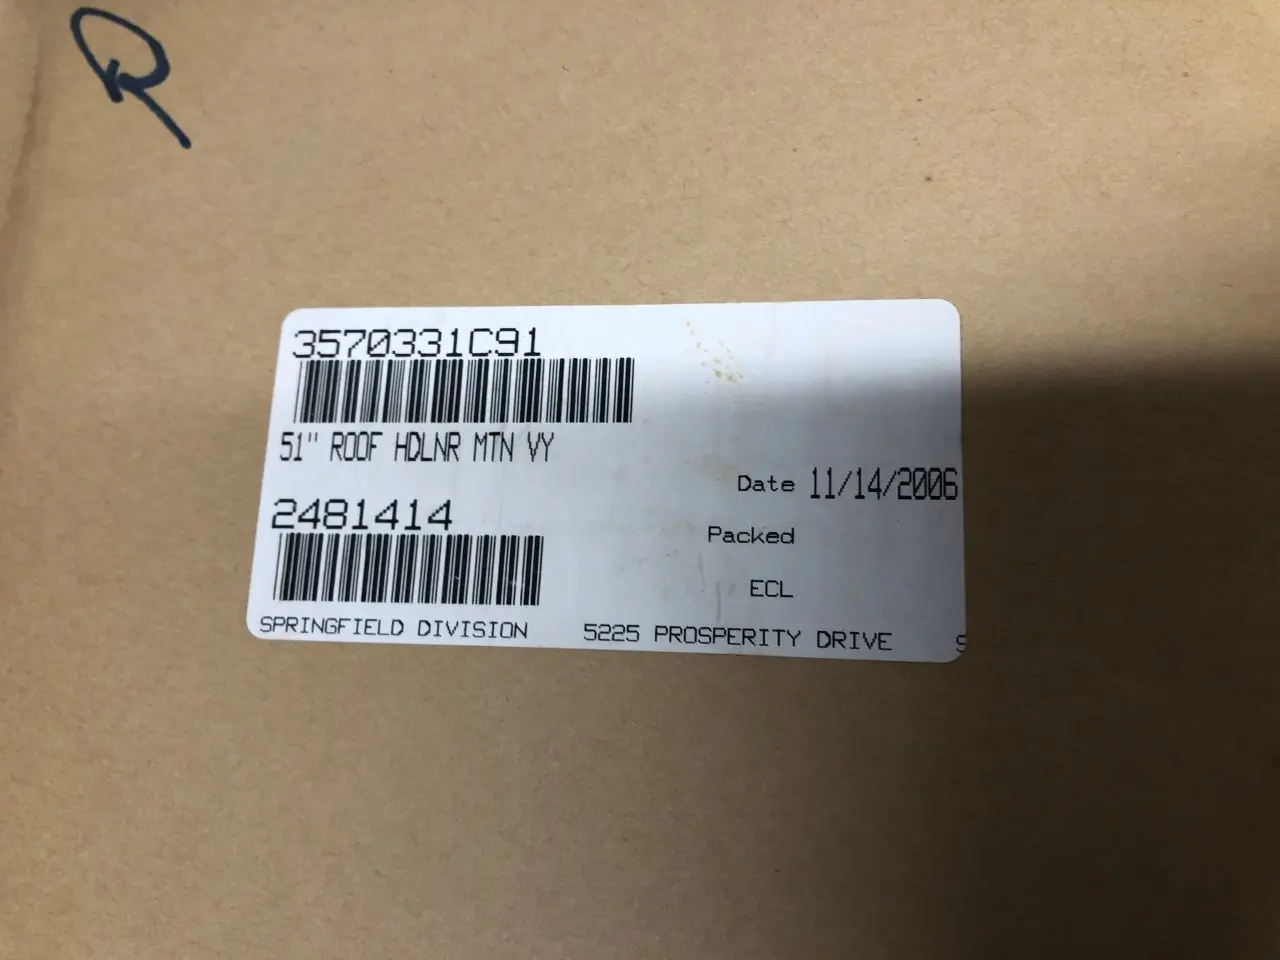 R
3570331C91
51" ROOF HDLNR MTN VY
Date 11/14/2006
2481414
Packed
ECL
SPRINGFIELD DIVISION 5225 PROSPERITY DRIVE S